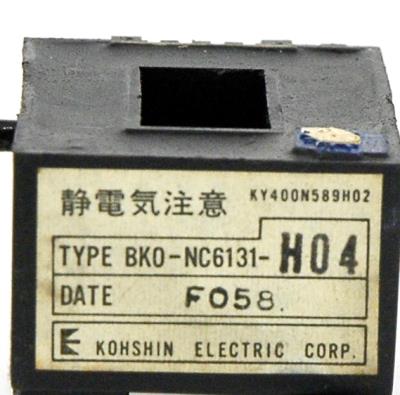 静電気注意 KY400N589H02
TYPE BKO-NC6131-H04
DATE F058.
KOHSHIN ELECTRIC CORP.